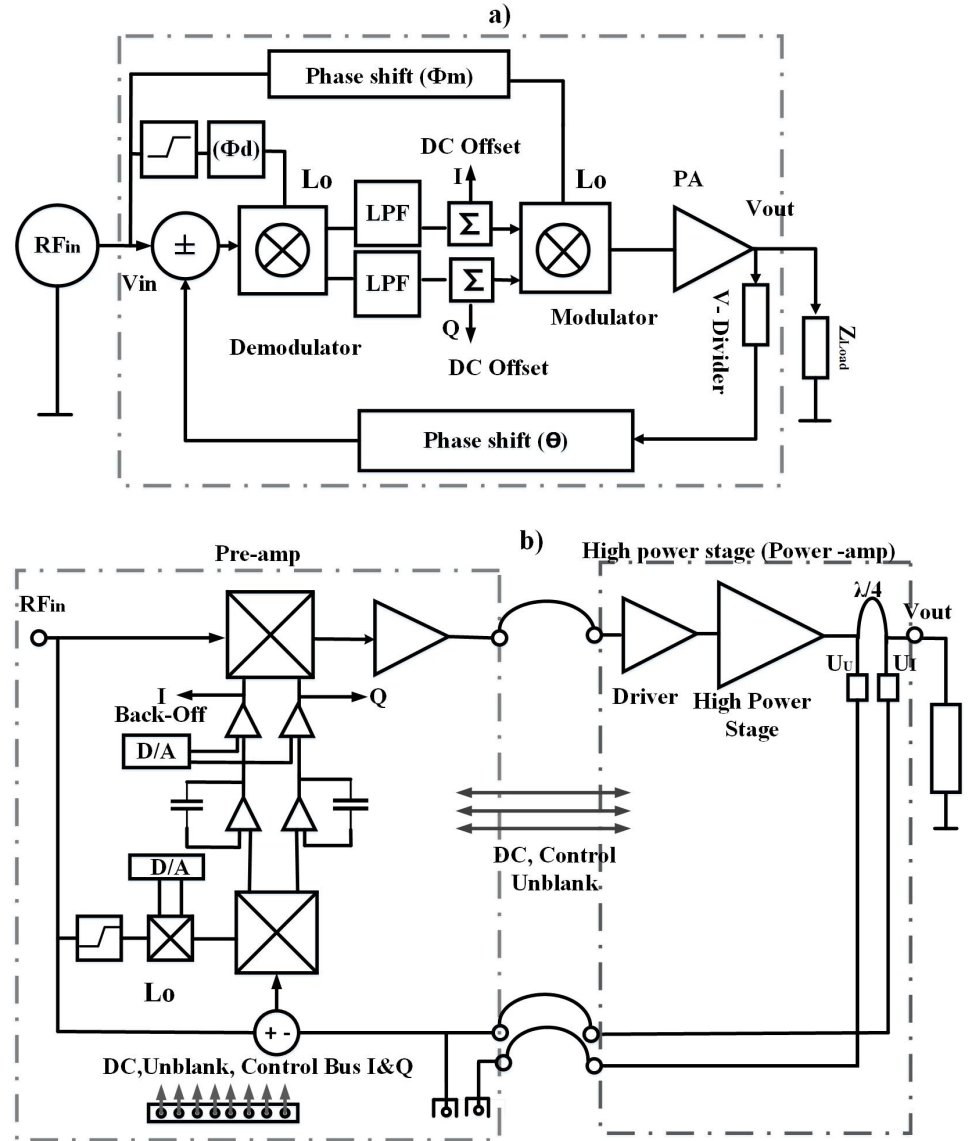 a)
Phase shift (Φm)
(Φd)
DC Offset
Lo
I
Lo
PA
LPF
Σ
Vout
RFin
±
Vin
LPF
Σ
Q
Modulator
Demodulator
DC Offset
V- Divider
ZLoad
Phase shift (Ɵ)
b)
Pre-amp
High power stage (Power -amp)
RFin
λ/4
Vout
UU
UI
I
Q
Back-Off
Driver
High Power
Stage
D/A
D/A
DC, Control
Unblank
Lo
+ -
DC,Unblank, Control Bus I&Q